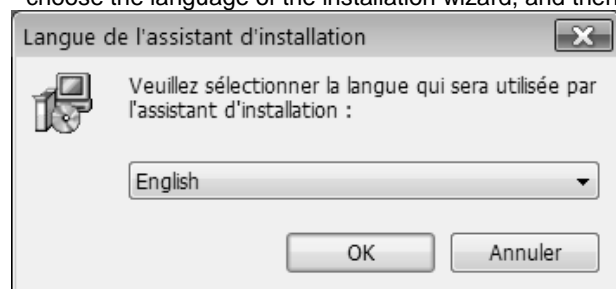 choose the language of the installation wizard, and then
Langue de l'assistant d'installation
Veuillez sélectionner la langue qui sera utilisée par
l'assistant d'installation :
English
OK Annuler